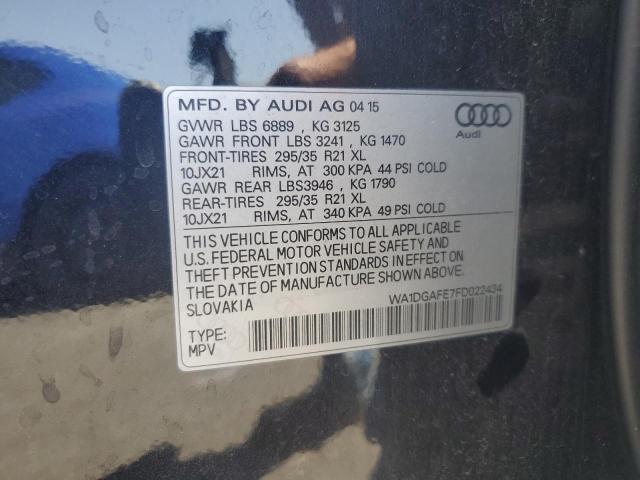 MFD. BY AUDI AG 04 15
GVWR LBS 6889 , KG 3125
GAWR FRONT LBS 3241 , KG 1470
FRONT-TIRES 295/35 R21 XL
10JX21 RIMS, AT 300 KPA 44 PSI COLD
GAWR REAR LBS3946 , KG 1790
REAR-TIRES 295/35 R21 XL
10JX21 RIMS, AT 340 KPA 49 PSI COLD
THIS VEHICLE CONFORMS TO ALL APPLICABLE
U.S. FEDERAL MOTOR VEHICLE SAFETY AND
THEFT PREVENTION STANDARDS IN EFFECT ON
THE DATE OF MANUFACTURE SHOWN ABOVE.
SLOVAKIA
WA1DGAFE7FD022434
TYPE:
MPV
Audi